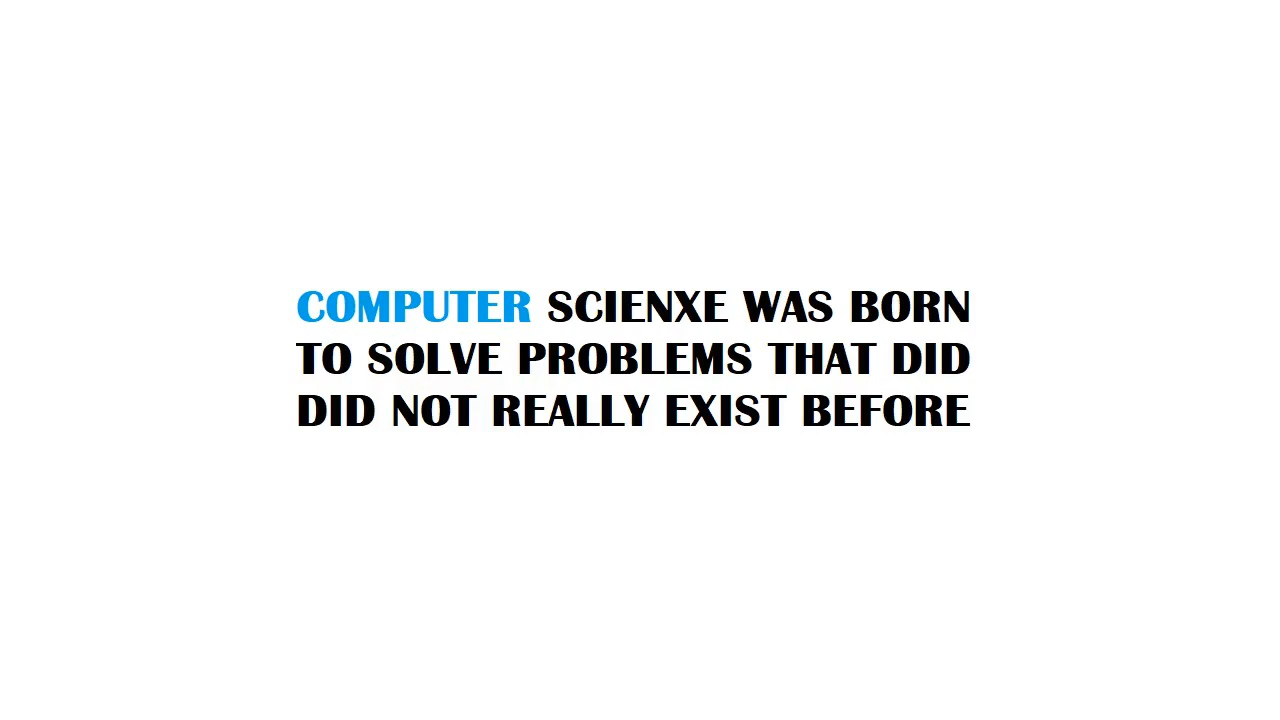 COMPUTER SCIENXE WAS BORN
TO SOLVE PROBLEMS THAT DID
DID NOT REALLY EXIST BEFORE